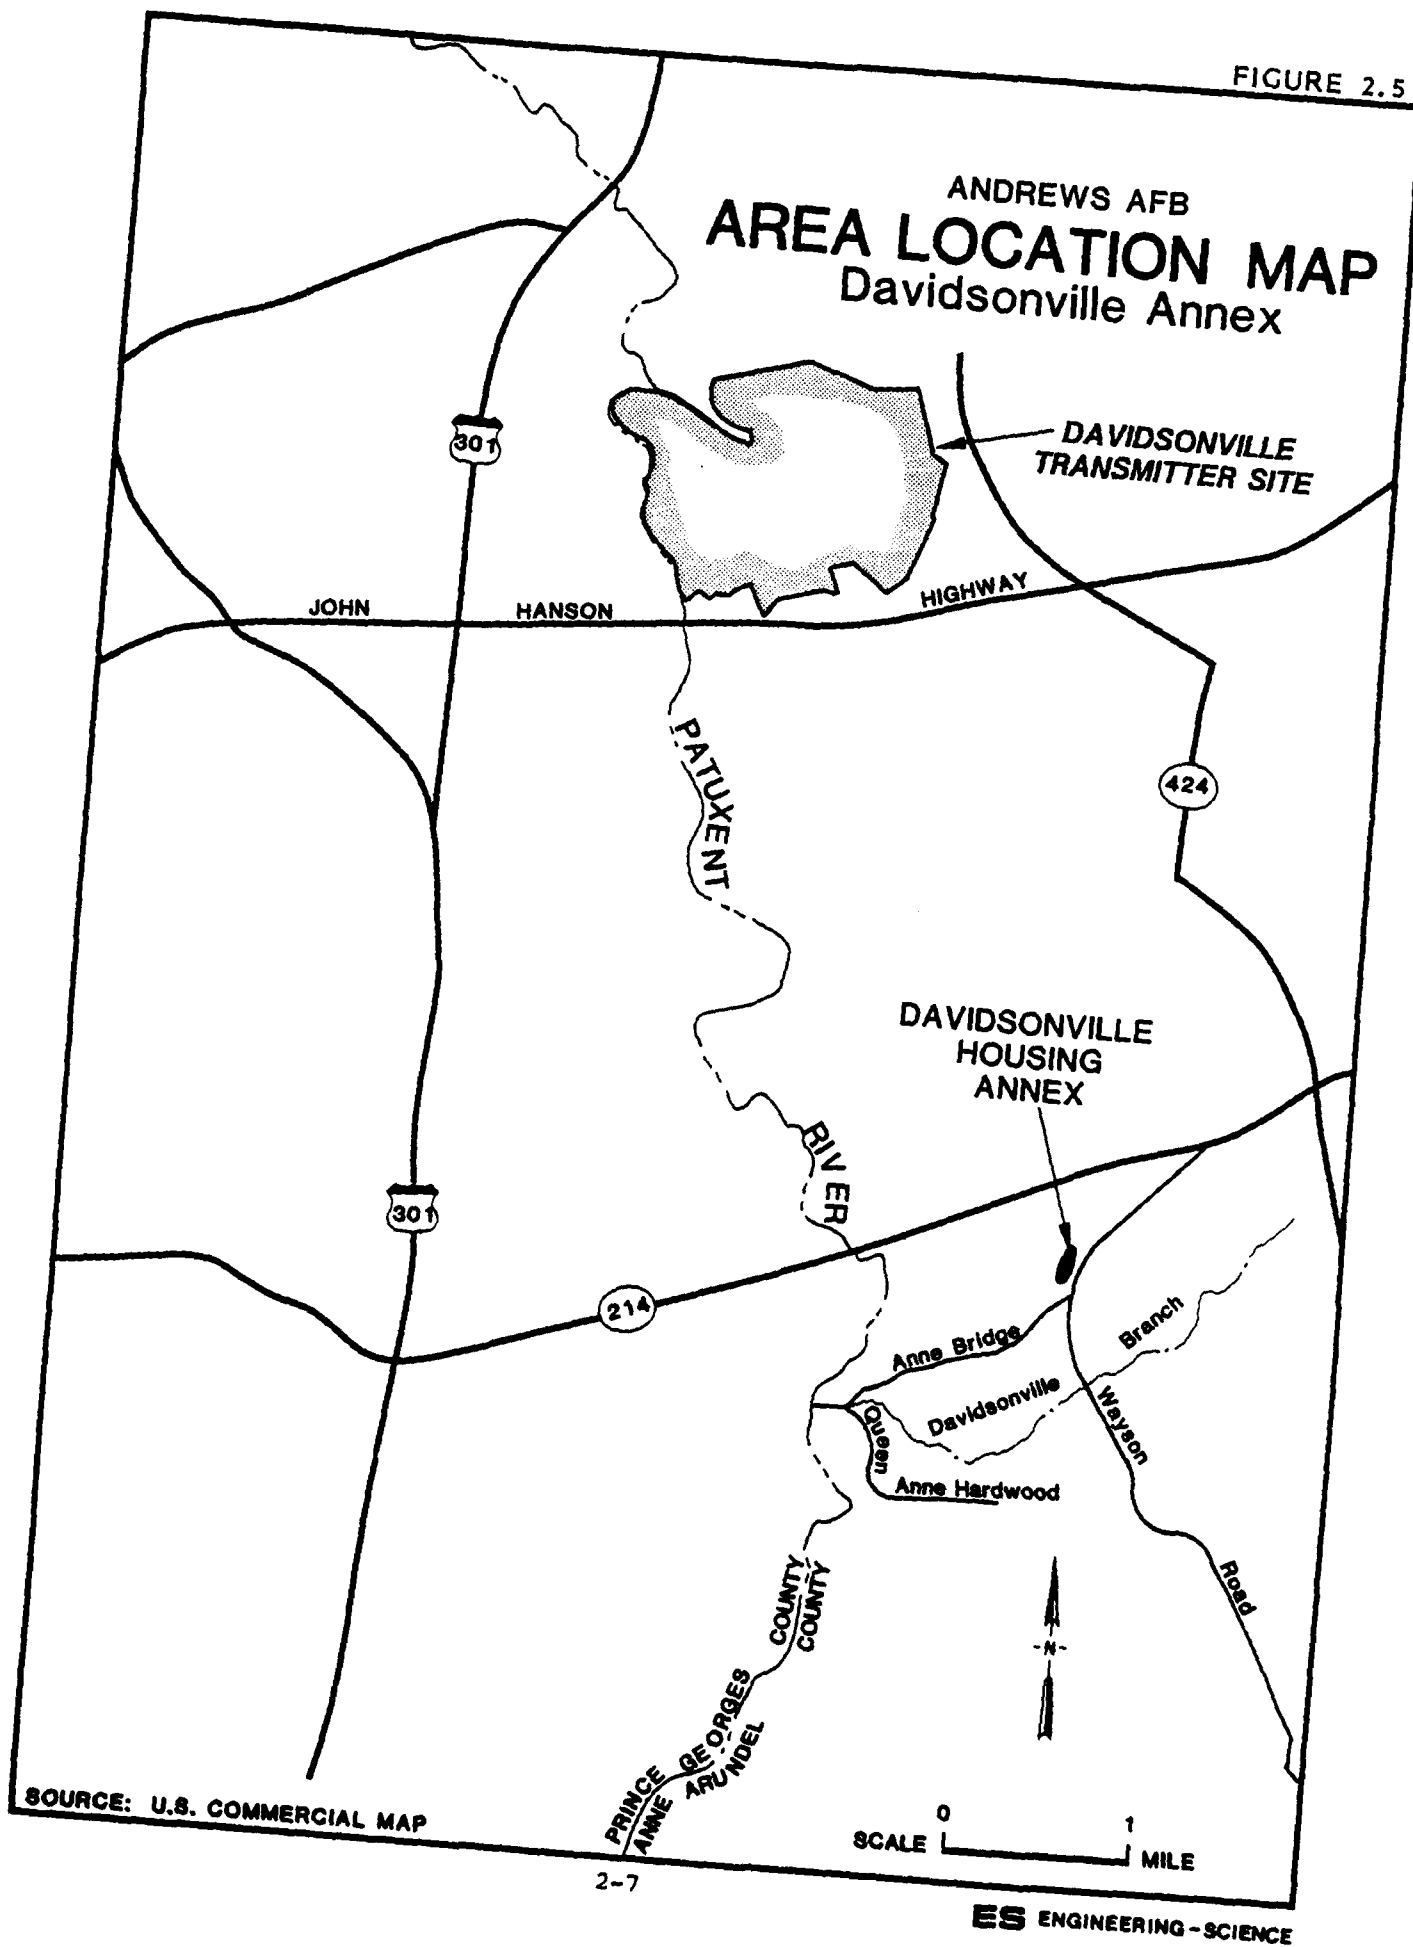 FIGURE 2.5
ANDREWS AFB
AREA LOCATION MAP
Davidsonville Annex
301
DAVIDSONVILLE
TRANSMITTER SITE
JOHN HANSON HIGHWAY
PATUXENT RIVER
424
DAVIDSONVILLE
HOUSING
ANNEX
301
214
Anne Bridge
Davidsonville Branch
Queen
Anne Hardwood
Wayson Road
PRINCE GEORGES COUNTY
ANNE ARUNDEL COUNTY
-N-
SOURCE: U.S. COMMERCIAL MAP
0 1
SCALE MILE
2-7
ES ENGINEERING-SCIENCE